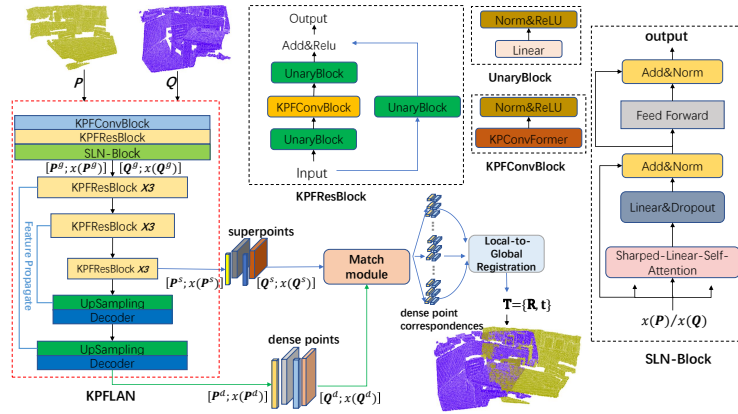 P
Q
KPFConvBlock
KPFResBlock
SLN-Block
[P^g; x(P^g)]
[Q^g; x(Q^g)]
KPFResBlock X3
KPFResBlock X3
KPFResBlock X3
Feature Propagate
UpSampling
Decoder
UpSampling
Decoder
KPFLAN
Output
Add&Relu
UnaryBlock
KPFConvBlock
UnaryBlock
UnaryBlock
Input
KPFResBlock
Norm&ReLU
Linear
UnaryBlock
Norm&ReLU
KPConvFormer
KPFConvBlock
superpoints
[P^s; x(P^s)]
[Q^s; x(Q^s)]
Match
module
dense points
[P^d; x(P^d)]
[Q^d; x(Q^d)]
dense point
correspondences
Local-to-
Global
Registration
T={R, t}
output
Add&Norm
Feed Forward
Add&Norm
Linear&Dropout
Sharped-Linear-Self-
Attention
x(P)/x(Q)
SLN-Block